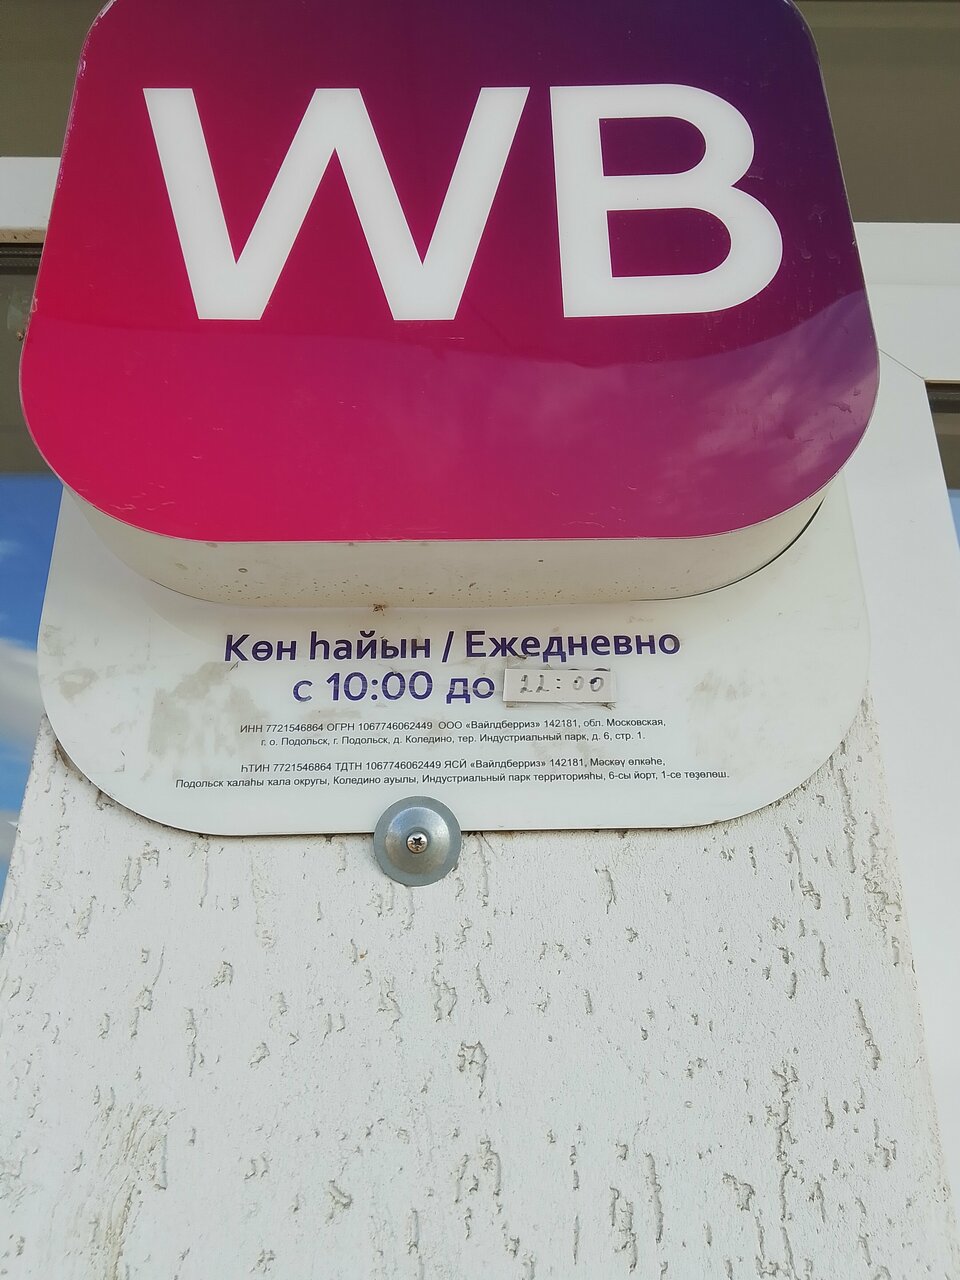 WB
Көн һайын / Ежедневно
с 10:00 до 22:00
ИНН 7721546864 ОГРН 1067746062449 ООО «Вайлдберриз» 142181, обл. Московская,
г. о. Подольск, г. Подольск, д. Коледино, тер. Индустриальный парк, д. 6, стр. 1.
ҺТИН 7721546864 ТДТН 1067746062449 ЯСЙ «Вайлдберриз» 142181, Мәскәү өлкәһе,
Подольск ҡалаһы ҡала округы, Коледино ауылы, Индустриальный парк территорияһы, 6-сы йорт, 1-се төҙөлөш.